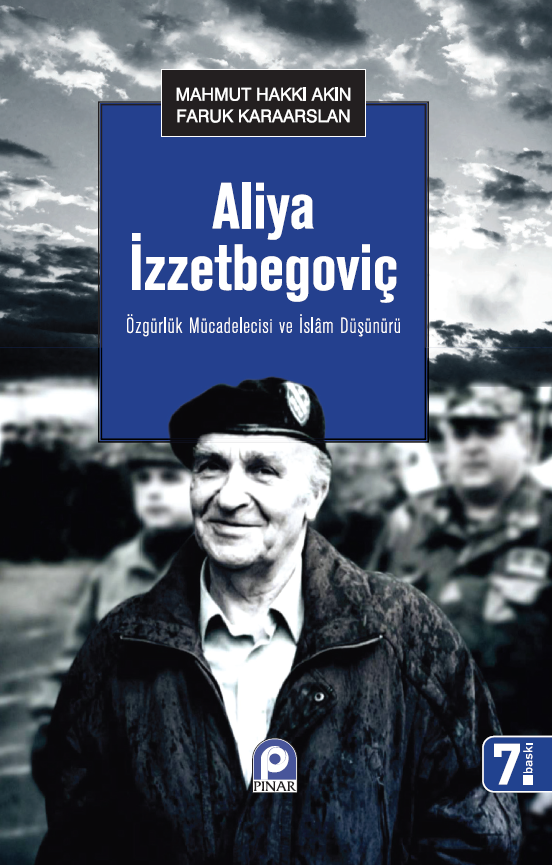 MAHMUT HAKKI AKIN
FARUK KARAARSLAN
Aliya
İzzetbegoviç
Özgürlük Mücadelecisi ve İslâm Düşünürü
P
PINAR
7.
baskı